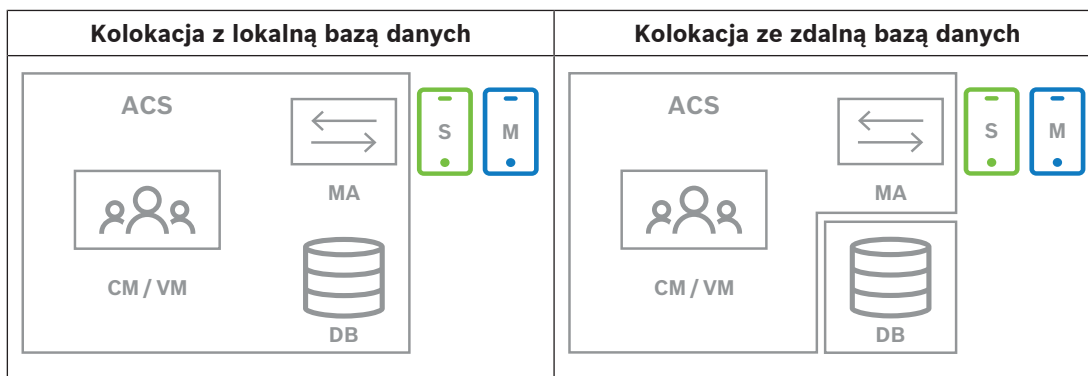 Kolokacja z lokalną bazą danych
Kolokacja ze zdalną bazą danych
ACS
S
M
MA
CM / VM
DB
ACS
S
M
MA
CM / VM
DB